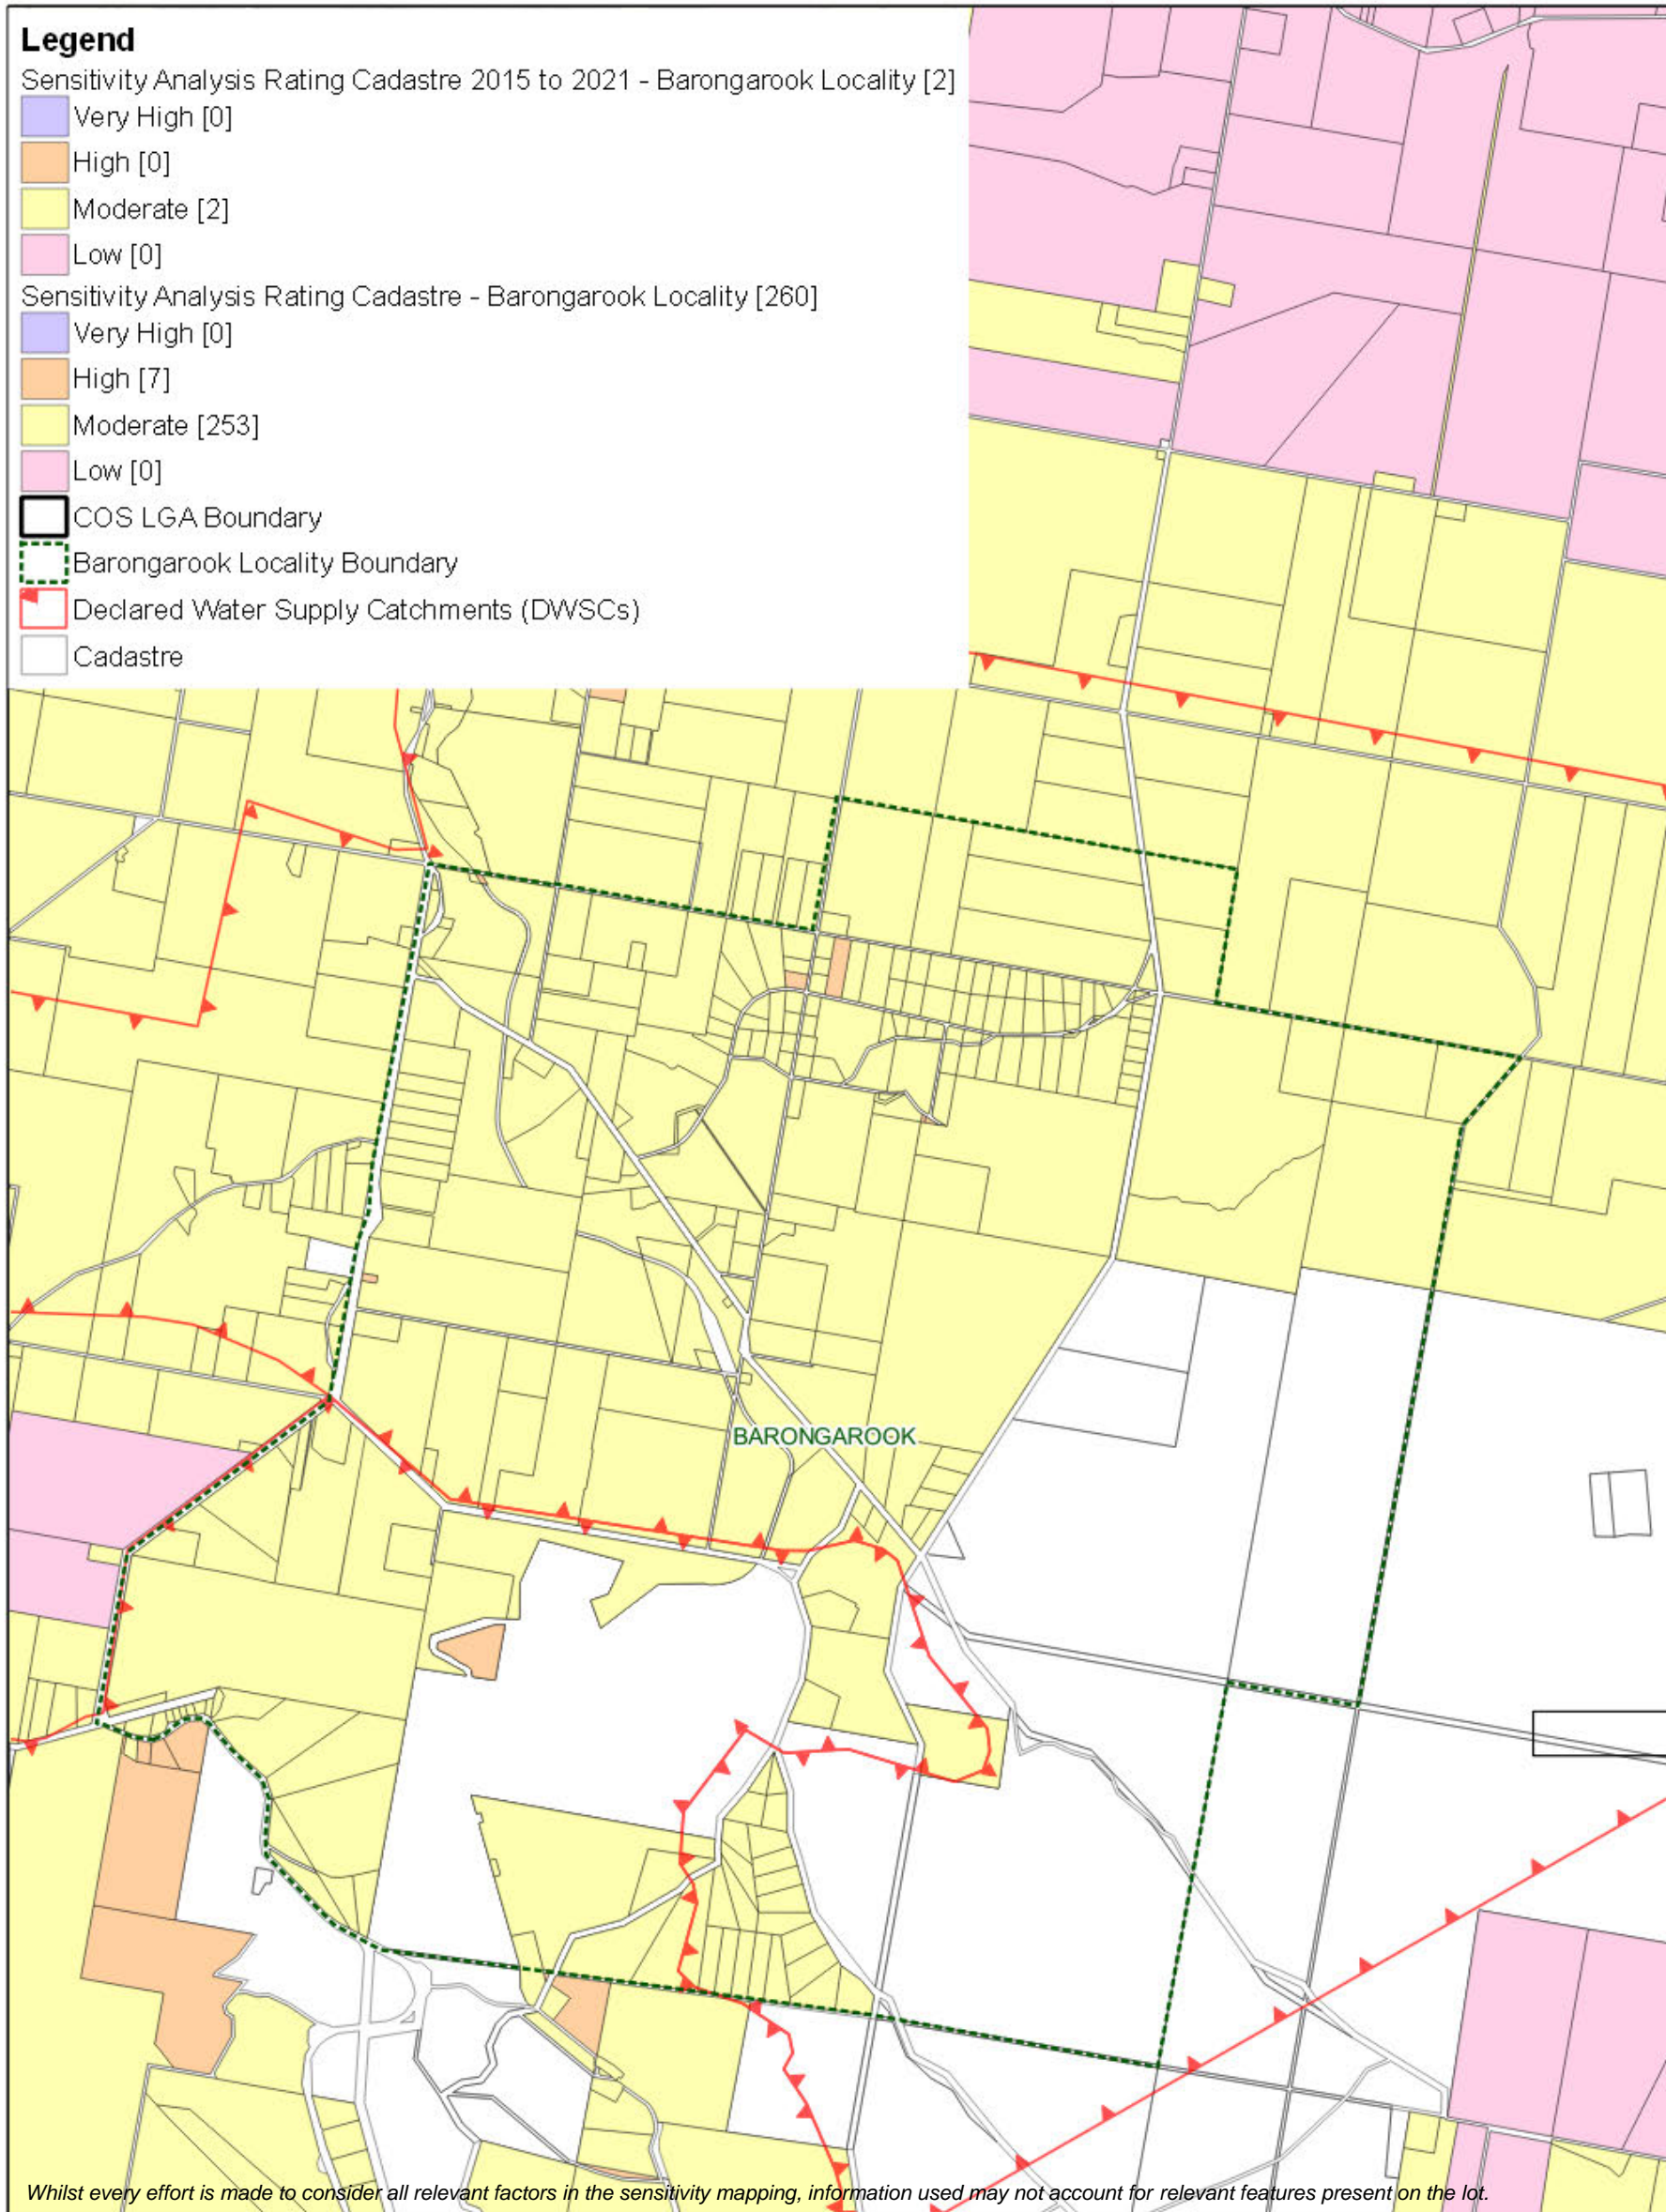 Legend
Sensitivity Analysis Rating Cadastre 2015 to 2021 - Barongarook Locality [2]
Very High [0]
High [0]
Moderate [2]
Low [0]
Sensitivity Analysis Rating Cadastre - Barongarook Locality [260]
Very High [0]
High [7]
Moderate [253]
Low [0]
COS LGA Boundary
Barongarook Locality Boundary
Declared Water Supply Catchments (DWSCs)
Cadastre
BARONGAROOK
Whilst every effort is made to consider all relevant factors in the sensitivity mapping, information used may not account for relevant features present on the lot.